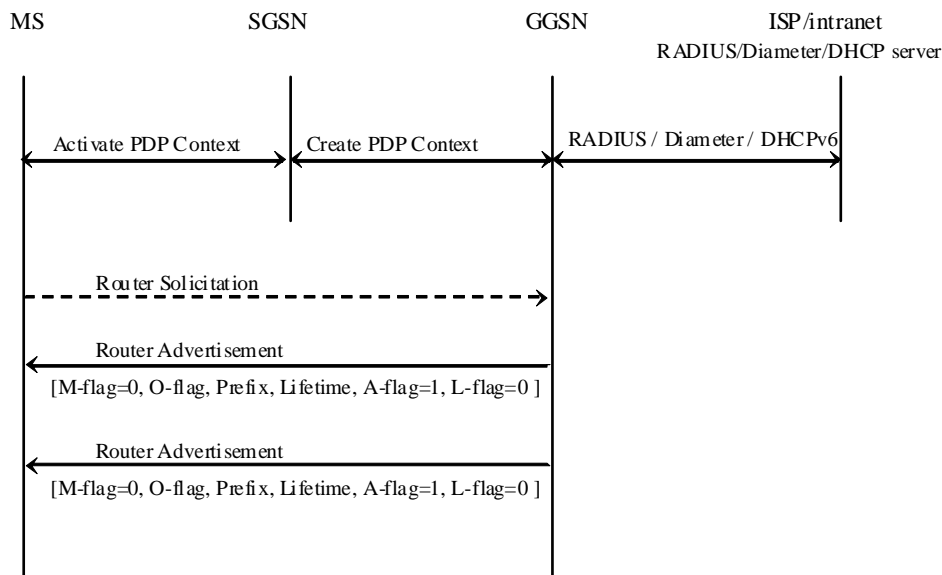 MS
SGSN
GGSN
ISP/intranet
RADIUS/Diameter/DHCP server
Activate PDP Context
Create PDP Context
RADIUS / Diameter / DHCPv6
Router Solicitation
Router Advertisement
[M-flag=0, O-flag, Prefix, Lifetime, A-flag=1, L-flag=0 ]
Router Advertisement
[M-flag=0, O-flag, Prefix, Lifetime, A-flag=1, L-flag=0 ]